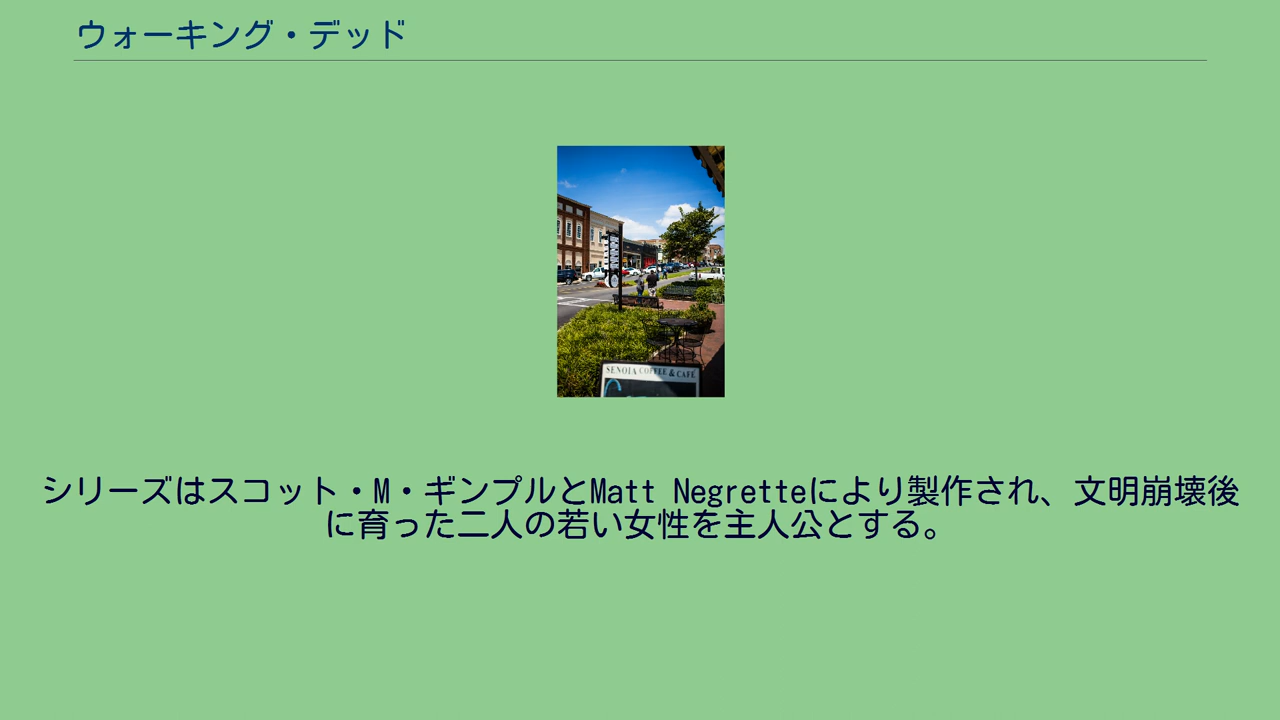 ウォーキング・デッド
SENOIA COFFEE & CAFÉ
シリーズはスコット・M・ギンプルとMatt Negretteにより製作され、文明崩壊後
に育った二人の若い女性を主人公とする。